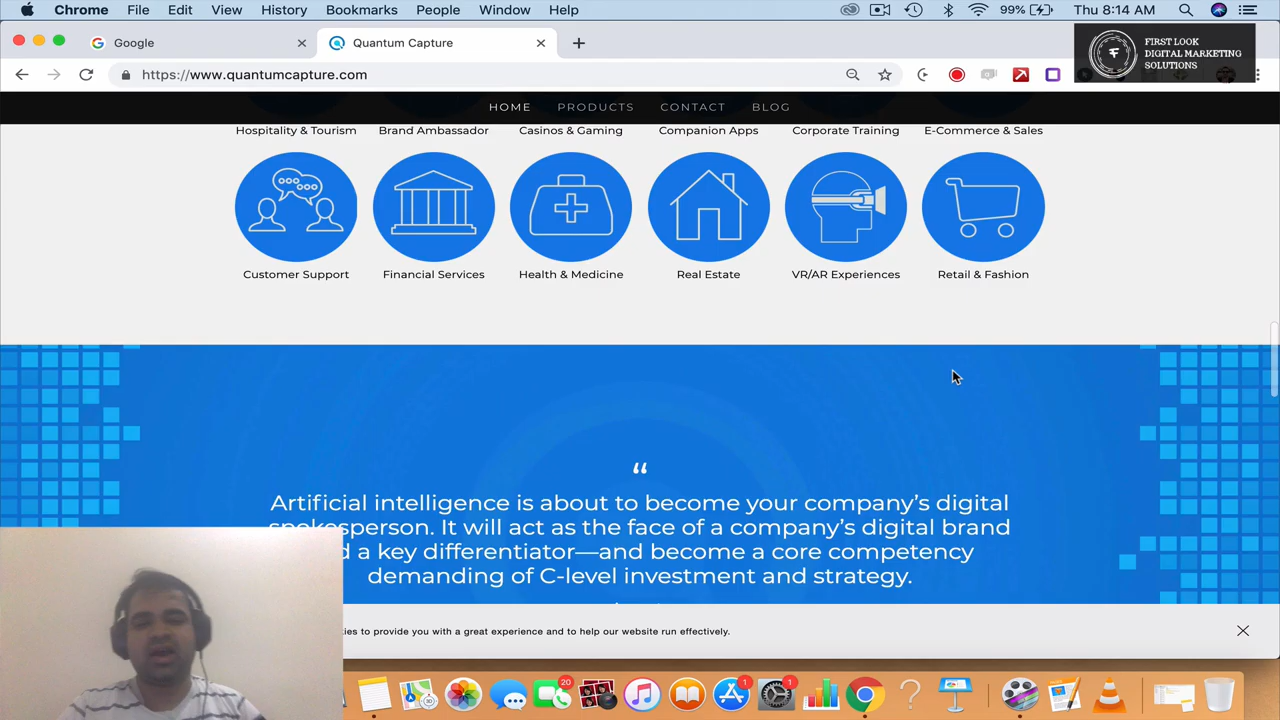 Chrome File Edit View History Bookmarks People Window Help 99% Thu 8:14 AM
Google
Quantum Capture
FIRST LOOK
DIGITAL MARKETING
SOLUTIONS
https://www.quantumcapture.com
HOME PRODUCTS CONTACT BLOG
Hospitality & Tourism Brand Ambassador Casinos & Gaming Companion Apps Corporate Training E-Commerce & Sales
Customer Support Financial Services Health & Medicine Real Estate VR/AR Experiences Retail & Fashion
“
Artificial intelligence is about to become your company’s digital
spokesperson. It will act as the face of a company’s digital brand
a key differentiator—and become a core competency
demanding of C-level investment and strategy.
to provide you with a great experience and to help our website run effectively.
20
1
1